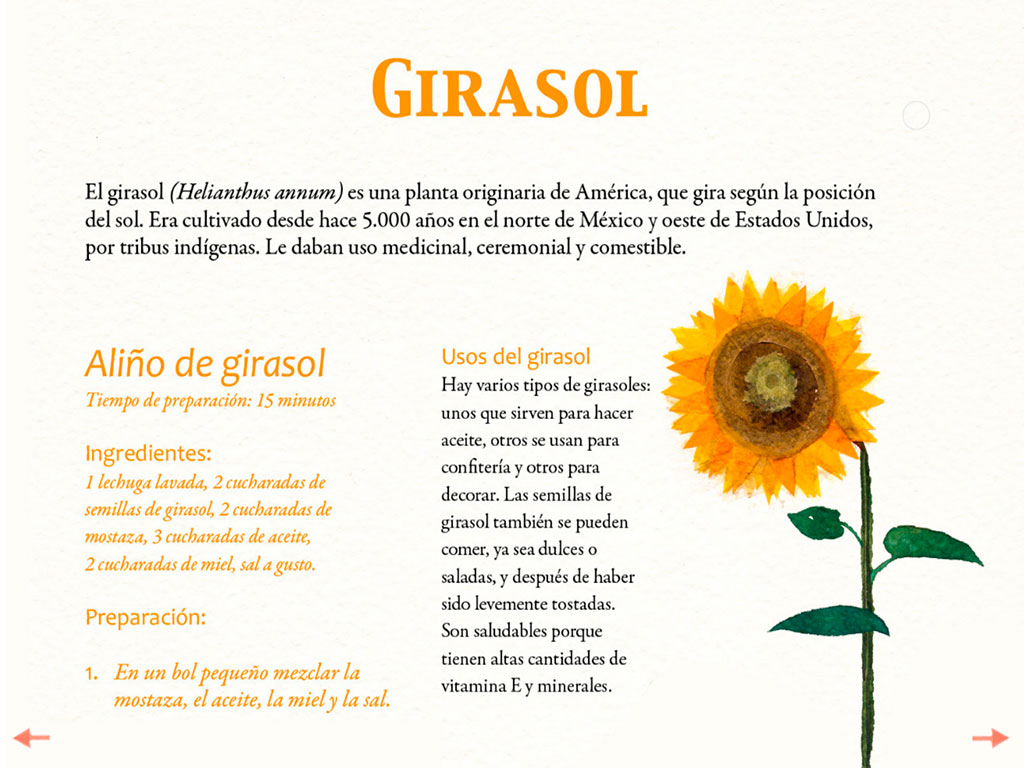 GIRASOL
El girasol (Helianthus annum) es una planta originaria de América, que gira según la posición
del sol. Era cultivado desde hace 5.000 años en el norte de México y oeste de Estados Unidos,
por tribus indígenas. Le daban uso medicinal, ceremonial y comestible.
Aliño de girasol
Tiempo de preparación: 15 minutos
Ingredientes:
1 lechuga lavada, 2 cucharadas de
semillas de girasol, 2 cucharadas de
mostaza, 3 cucharadas de aceite,
2 cucharadas de miel, sal a gusto.
Preparación:
1. En un bol pequeño mezclar la
mostaza, el aceite, la miel y la sal.
Usos del girasol
Hay varios tipos de girasoles:
unos que sirven para hacer
aceite, otros se usan para
confitería y otros para
decorar. Las semillas de
girasol también se pueden
comer, ya sea dulces o
saladas, y después de haber
sido levemente tostadas.
Son saludables porque
tienen altas cantidades de
vitamina E y minerales.